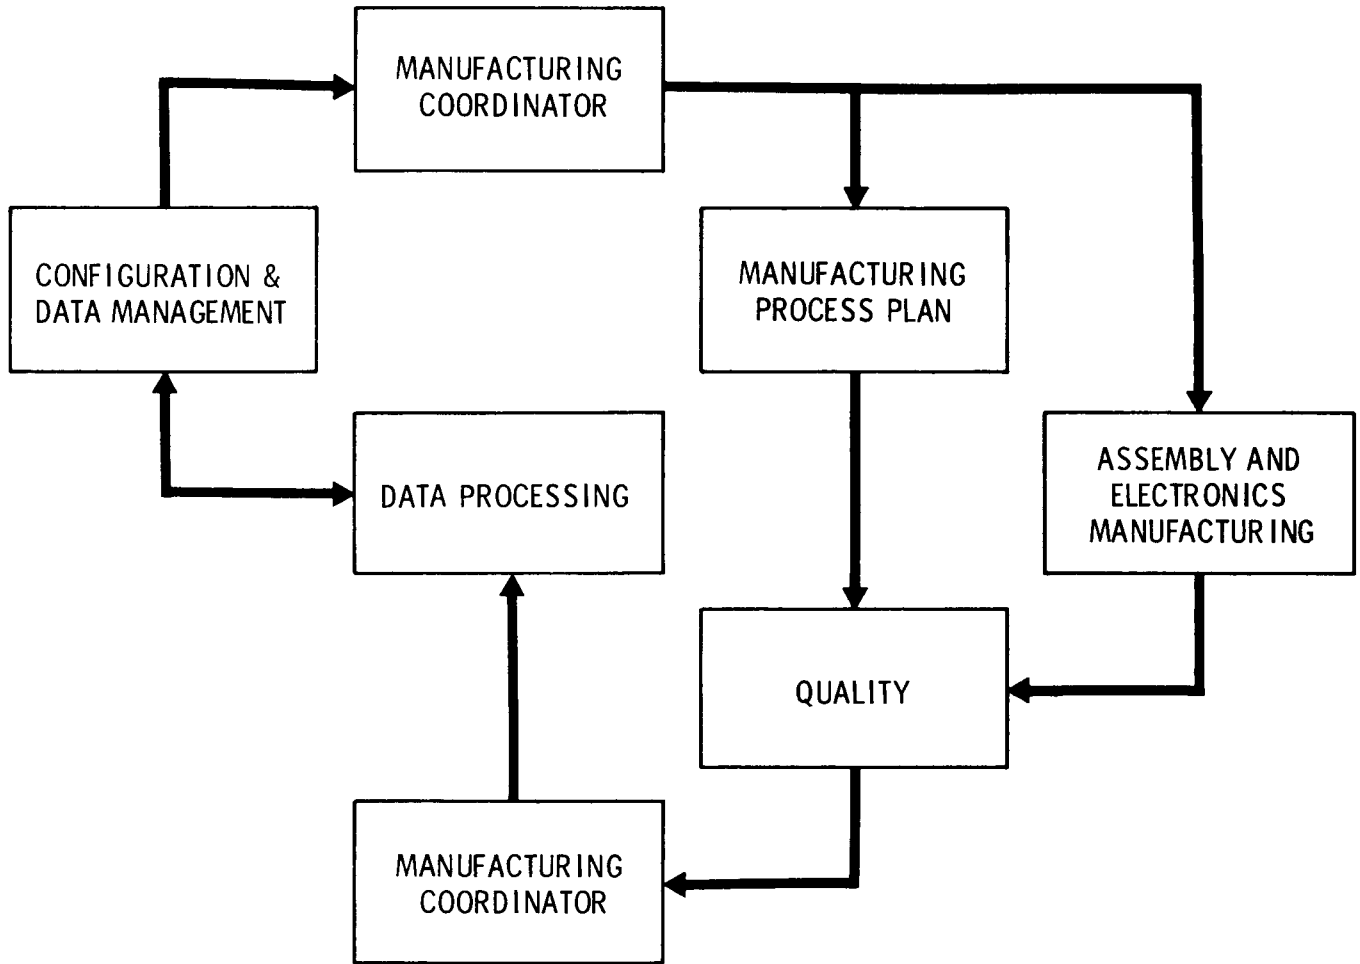 MANUFACTURING
COORDINATOR
CONFIGURATION &
DATA MANAGEMENT
MANUFACTURING
PROCESS PLAN
DATA PROCESSING
ASSEMBLY AND
ELECTRONICS
MANUFACTURING
QUALITY
MANUFACTURING
COORDINATOR